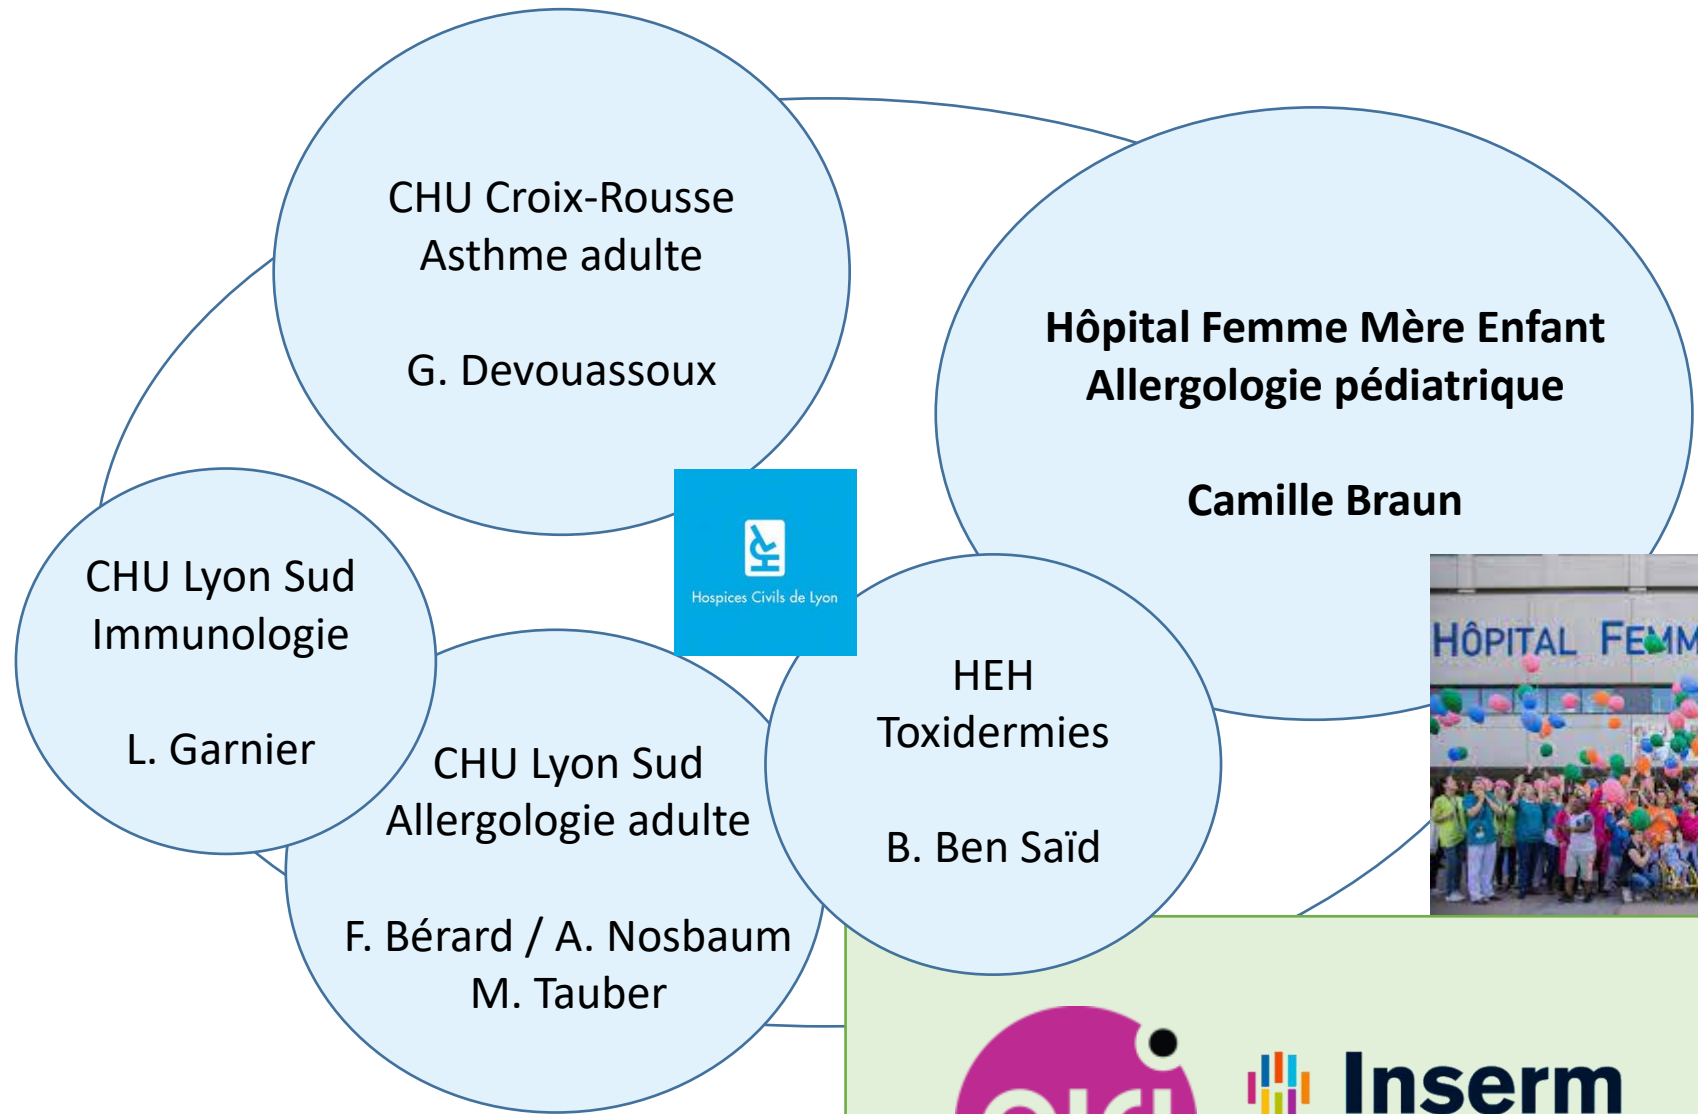 CHU Croix-Rousse
Asthme adulte
G. Devouassoux
Hôpital Femme Mère Enfant
Allergologie pédiatrique
Camille Braun
Hospices Civils de Lyon
CHU Lyon Sud
Immunologie
L. Garnier
HÔPITAL
HEH
Toxidermies
B. Ben Saïd
CHU Lyon Sud
Allergologie adulte
F. Bérard / A. Nosbaum
M. Tauber
Inserm